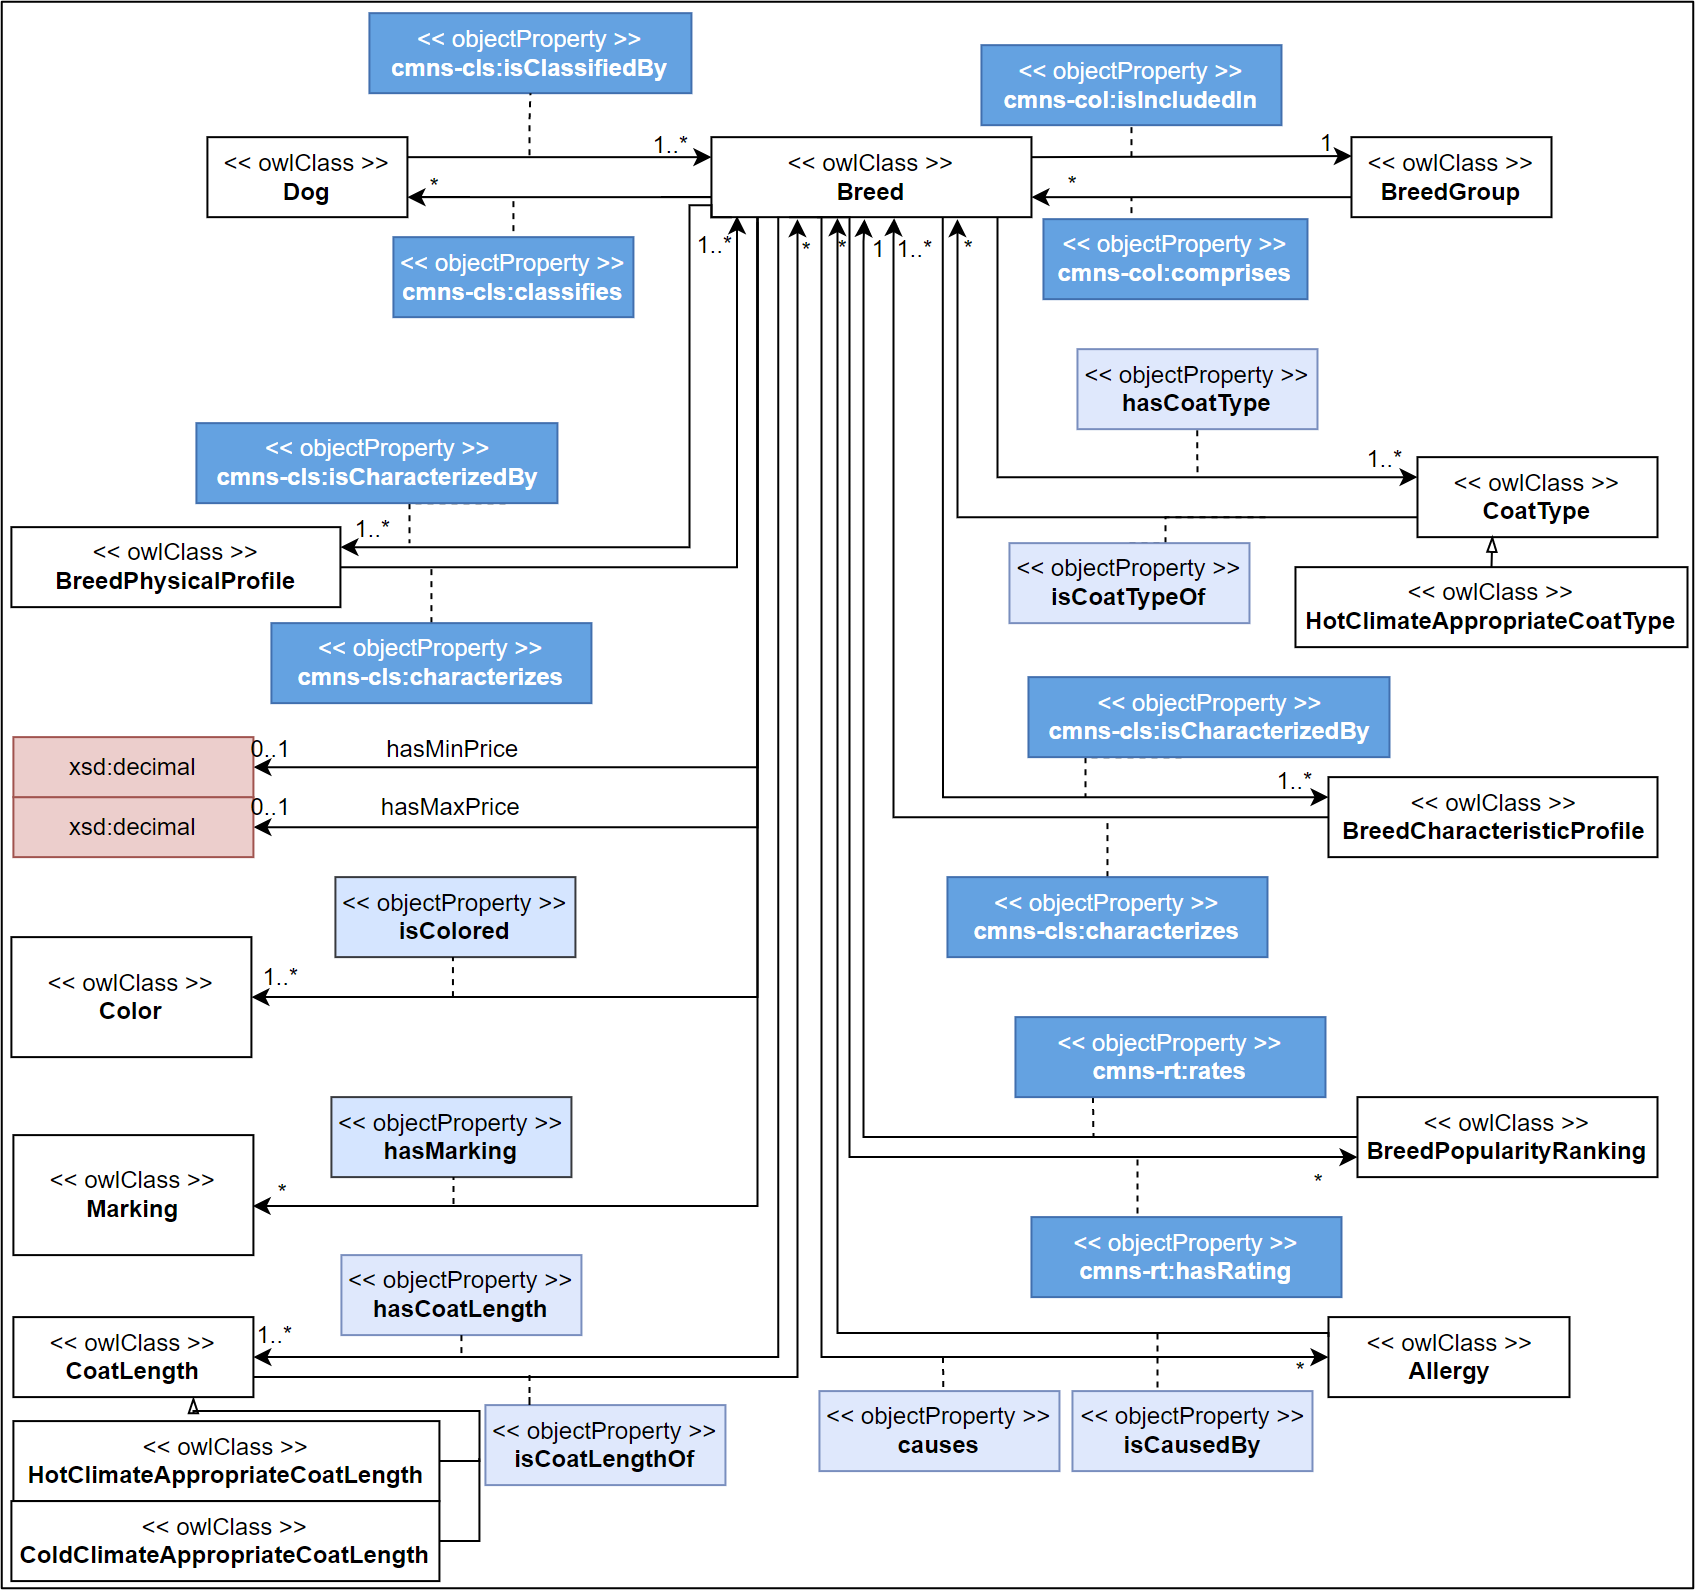 << objectProperty >>
cmns-cls:isClassifiedBy
<< objectProperty >>
cmns-col:isIncludedIn
<< owlClass >>
Dog
1..*
*
<< owlClass >>
Breed
1
*
<< owlClass >>
BreedGroup
<< objectProperty >>
cmns-cls:classifies
1..*
*
*
1
1..*
*
<< objectProperty >>
cmns-col:comprises
<< objectProperty >>
hasCoatType
<< objectProperty >>
cmns-cls:isCharacterizedBy
1..*
<< owlClass >>
CoatType
1..*
<< owlClass >>
BreedPhysicalProfile
<< objectProperty >>
isCoatTypeOf
<< owlClass >>
HotClimateAppropriateCoatType
<< objectProperty >>
cmns-cls:characterizes
<< objectProperty >>
cmns-cls:isCharacterizedBy
xsd:decimal
0..1
hasMinPrice
1..*
<< owlClass >>
BreedCharacteristicProfile
xsd:decimal
0..1
hasMaxPrice
<< objectProperty >>
isColored
<< objectProperty >>
cmns-cls:characterizes
<< owlClass >>
Color
1..*
<< objectProperty >>
cmns-rt:rates
<< objectProperty >>
hasMarking
<< owlClass >>
BreedPopularityRanking
*
<< owlClass >>
Marking
*
<< objectProperty >>
cmns-rt:hasRating
<< objectProperty >>
hasCoatLength
<< owlClass >>
CoatLength
1..*
<< owlClass >>
Allergy
*
<< objectProperty >>
isCoatLengthOf
<< objectProperty >>
causes
<< objectProperty >>
isCausedBy
<< owlClass >>
HotClimateAppropriateCoatLength
<< owlClass >>
ColdClimateAppropriateCoatLength